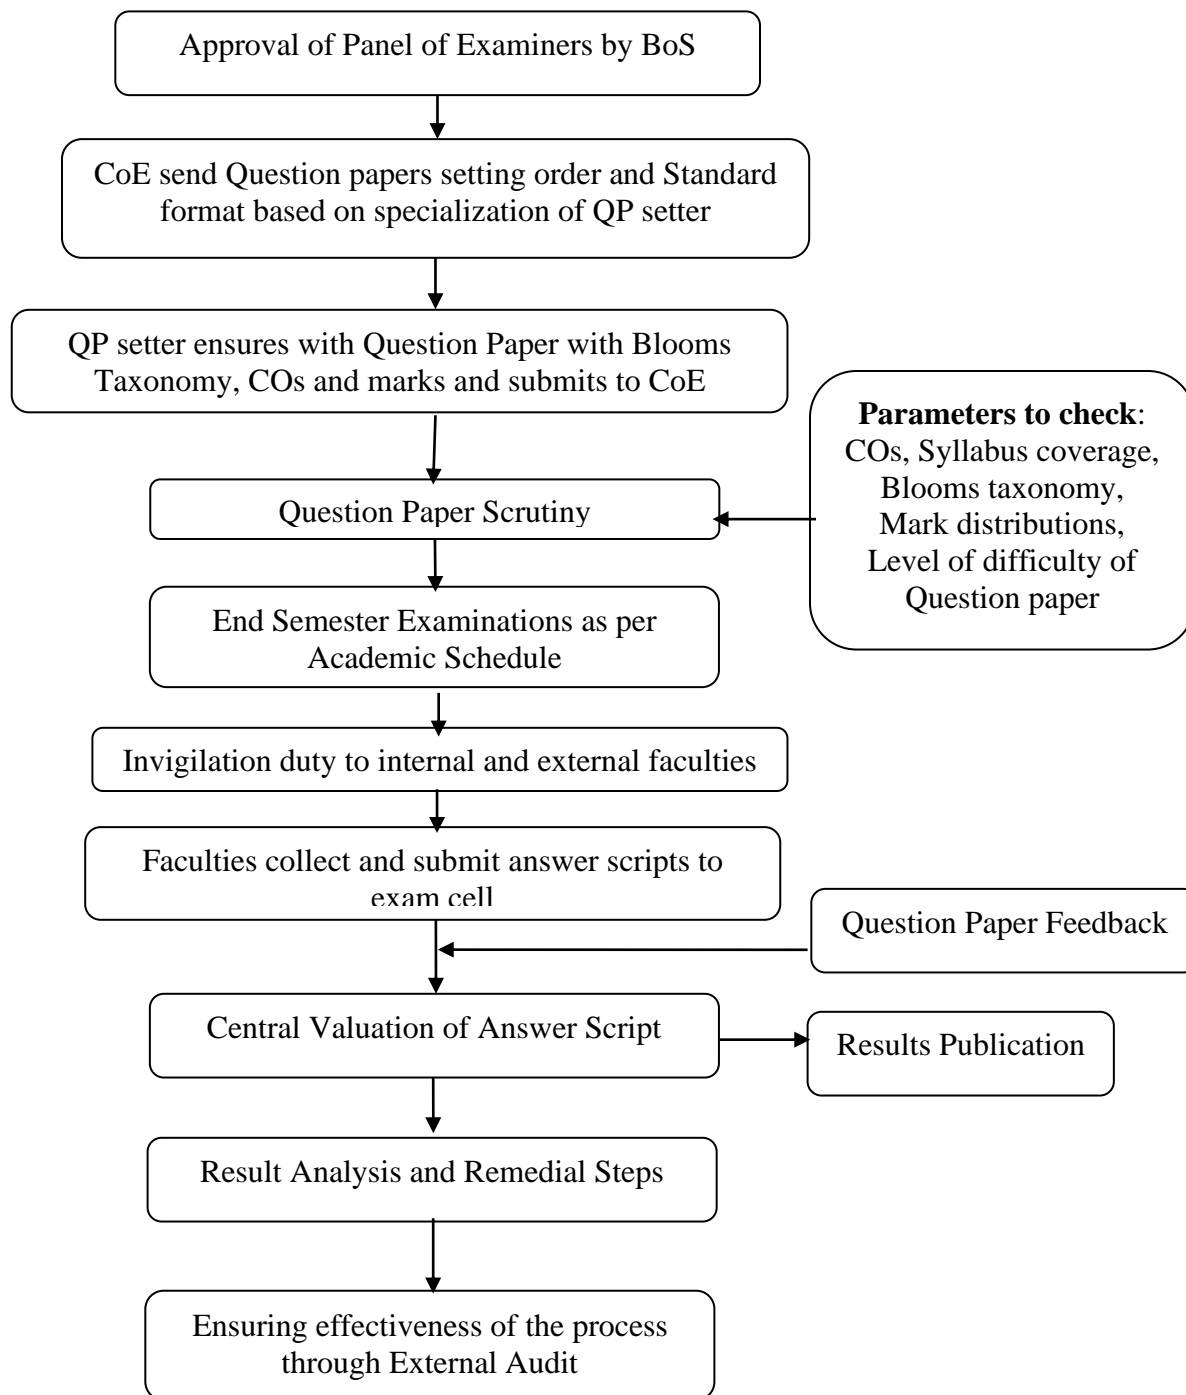 Approval of Panel of Examiners by BoS
CoE send Question papers setting order and Standard
format based on specialization of QP setter
QP setter ensures with Question Paper with Blooms
Taxonomy, COs and marks and submits to CoE
Parameters to check:
COs, Syllabus coverage,
Blooms taxonomy,
Mark distributions,
Level of difficulty of
Question paper
Question Paper Scrutiny
End Semester Examinations as per
Academic Schedule
Invigilation duty to internal and external faculties
Faculties collect and submit answer scripts to
exam cell
Question Paper Feedback
Central Valuation of Answer Script
Results Publication
Result Analysis and Remedial Steps
Ensuring effectiveness of the process
through External Audit